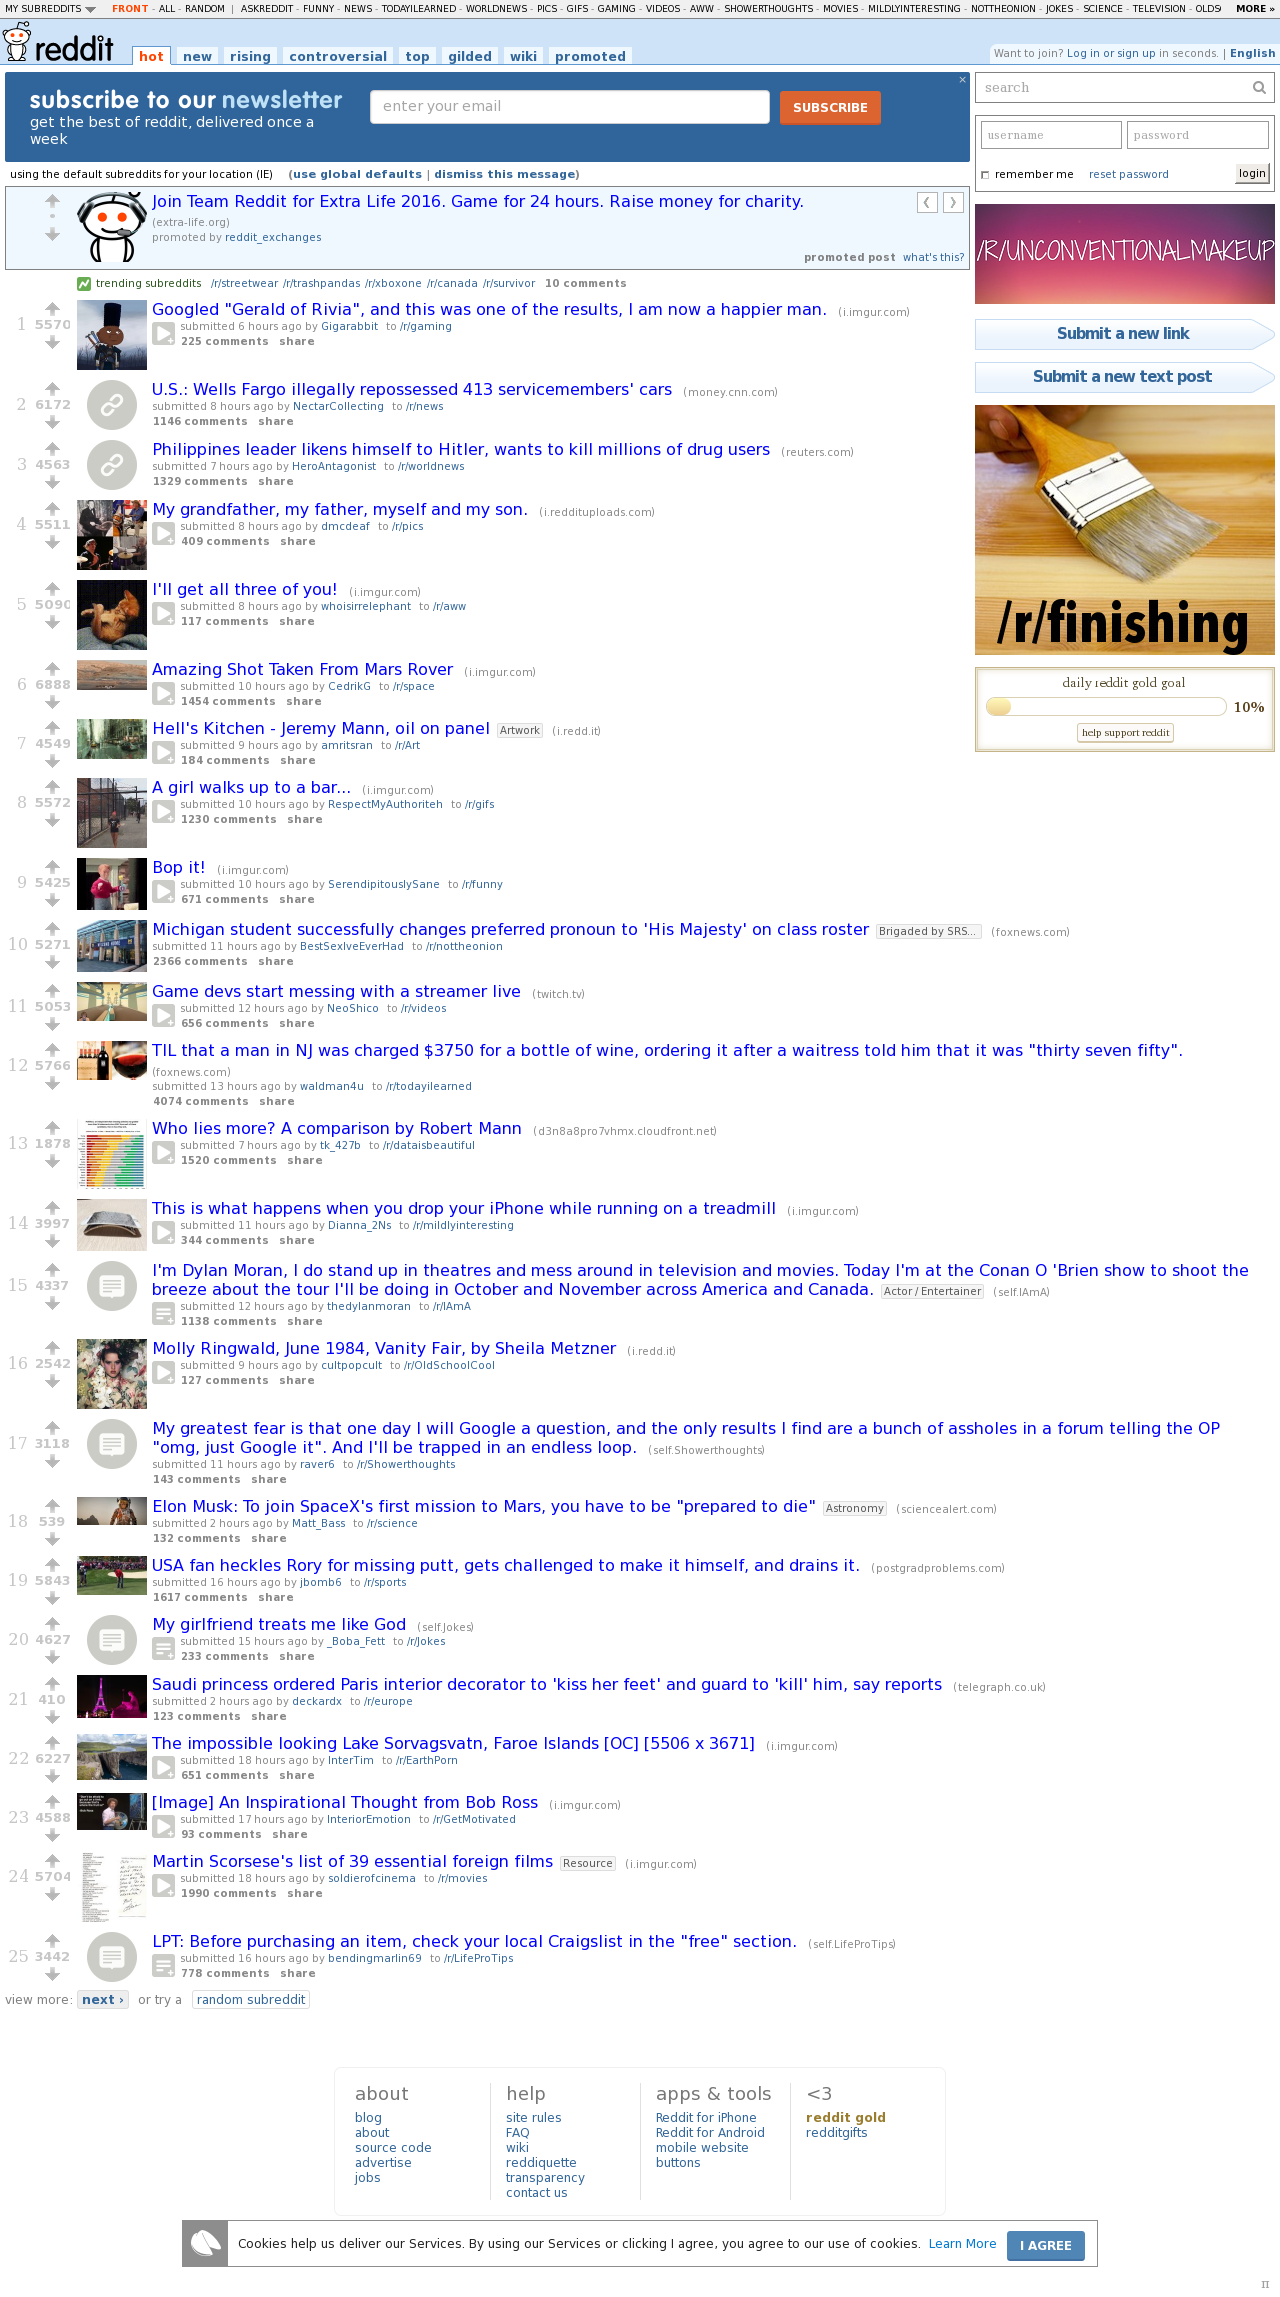 MY SUBREDDITS FRONT - ALL - RANDOM | ASKREDDIT - FUNNY - NEWS - TODAYILEARNED - WORLDNEWS - PICS - GIFS - GAMING - VIDEOS - AWW - SHOWERTHOUGHTS - MOVIES - MILDLYINTERESTING - NOTTHEONION - JOKES - SCIENCE - TELEVISION - MORE »
reddit hot new rising controversial top gilded wiki promoted
Want to join? Log in or sign up in seconds. | English
subscribe to our newsletter
get the best of reddit, delivered once a
week
enter your email SUBSCRIBE
search
username password
remember me reset password login
using the default subreddits for your location (IE) (use global defaults | dismiss this message)
Join Team Reddit for Extra Life 2016. Game for 24 hours. Raise money for charity.
(extra-life.org)
promoted by reddit_exchanges
promoted post what's this?
/R/UNCONVENTIONALMAKEUP
trending subreddits /r/streetwear /r/trashpandas /r/xboxone /r/canada /r/survivor 10 comments
Submit a new link
Submit a new text post
/r/finishing
daily reddit gold goal
10%
help support reddit
1 5570 Googled "Gerald of Rivia", and this was one of the results, I am now a happier man. (i.imgur.com)
submitted 6 hours ago by Gigarabbit to /r/gaming
225 comments share
2 6172 U.S.: Wells Fargo illegally repossessed 413 servicemembers' cars (money.cnn.com)
submitted 8 hours ago by NectarCollecting to /r/news
1146 comments share
3 4563 Philippines leader likens himself to Hitler, wants to kill millions of drug users (reuters.com)
submitted 7 hours ago by HeroAntagonist to /r/worldnews
1329 comments share
4 5511 My grandfather, my father, myself and my son. (i.reddituploads.com)
submitted 8 hours ago by dmcdeaf to /r/pics
409 comments share
5 5090 I'll get all three of you! (i.imgur.com)
submitted 8 hours ago by whoisirrelephant to /r/aww
117 comments share
6 6888 Amazing Shot Taken From Mars Rover (i.imgur.com)
submitted 10 hours ago by CedrikG to /r/space
1454 comments share
7 4549 Hell's Kitchen - Jeremy Mann, oil on panel Artwork (i.redd.it)
submitted 9 hours ago by amritsran to /r/Art
184 comments share
8 5572 A girl walks up to a bar... (i.imgur.com)
submitted 10 hours ago by RespectMyAuthoriteh to /r/gifs
1230 comments share
9 5425 Bop it! (i.imgur.com)
submitted 10 hours ago by SerendipitouslySane to /r/funny
671 comments share
10 5271 Michigan student successfully changes preferred pronoun to 'His Majesty' on class roster Brigaded by SRS... (foxnews.com)
submitted 11 hours ago by BestSexIveEverHad to /r/nottheonion
2366 comments share
11 5053 Game devs start messing with a streamer live (twitch.tv)
submitted 12 hours ago by NeoShico to /r/videos
656 comments share
12 5766 TIL that a man in NJ was charged $3750 for a bottle of wine, ordering it after a waitress told him that it was "thirty seven fifty".
(foxnews.com)
submitted 13 hours ago by waldman4u to /r/todayilearned
4074 comments share
13 1878 Who lies more? A comparison by Robert Mann (d3n8a8pro7vhmx.cloudfront.net)
submitted 7 hours ago by tk_427b to /r/dataisbeautiful
1520 comments share
14 3997 This is what happens when you drop your iPhone while running on a treadmill (i.imgur.com)
submitted 11 hours ago by Dianna_2Ns to /r/mildlyinteresting
344 comments share
15 4337 I'm Dylan Moran, I do stand up in theatres and mess around in television and movies. Today I'm at the Conan O 'Brien show to shoot the
breeze about the tour I'll be doing in October and November across America and Canada. Actor / Entertainer (self.IAmA)
submitted 12 hours ago by thedylanmoran to /r/IAmA
1138 comments share
16 2542 Molly Ringwald, June 1984, Vanity Fair, by Sheila Metzner (i.redd.it)
submitted 9 hours ago by cultpopcult to /r/OldSchoolCool
127 comments share
17 3118 My greatest fear is that one day I will Google a question, and the only results I find are a bunch of assholes in a forum telling the OP
"omg, just Google it". And I'll be trapped in an endless loop. (self.Showerthoughts)
submitted 11 hours ago by raver6 to /r/Showerthoughts
143 comments share
18 539 Elon Musk: To join SpaceX's first mission to Mars, you have to be "prepared to die" Astronomy (sciencealert.com)
submitted 2 hours ago by Matt_Bass to /r/science
132 comments share
19 5843 USA fan heckles Rory for missing putt, gets challenged to make it himself, and drains it. (postgradproblems.com)
submitted 16 hours ago by jbomb6 to /r/sports
1617 comments share
20 4627 My girlfriend treats me like God (self.Jokes)
submitted 15 hours ago by _Boba_Fett to /r/Jokes
233 comments share
21 410 Saudi princess ordered Paris interior decorator to 'kiss her feet' and guard to 'kill' him, say reports (telegraph.co.uk)
submitted 2 hours ago by deckardx to /r/europe
123 comments share
22 6227 The impossible looking Lake Sorvagsvatn, Faroe Islands [OC] [5506 x 3671] (i.imgur.com)
submitted 18 hours ago by InterTim to /r/EarthPorn
651 comments share
23 4588 [Image] An Inspirational Thought from Bob Ross (i.imgur.com)
submitted 17 hours ago by InteriorEmotion to /r/GetMotivated
93 comments share
24 5704 Martin Scorsese's list of 39 essential foreign films Resource (i.imgur.com)
submitted 18 hours ago by soldierofcinema to /r/movies
1990 comments share
25 3442 LPT: Before purchasing an item, check your local Craigslist in the "free" section. (self.LifeProTips)
submitted 16 hours ago by bendingmarlin69 to /r/LifeProTips
778 comments share
view more: next › or try a random subreddit
about help apps & tools <3
blog site rules Reddit for iPhone reddit gold
about FAQ Reddit for Android redditgifts
source code wiki mobile website
advertise reddiquette buttons
jobs transparency
contact us
Cookies help us deliver our Services. By using our Services or clicking I agree, you agree to our use of cookies. Learn More I AGREE
π